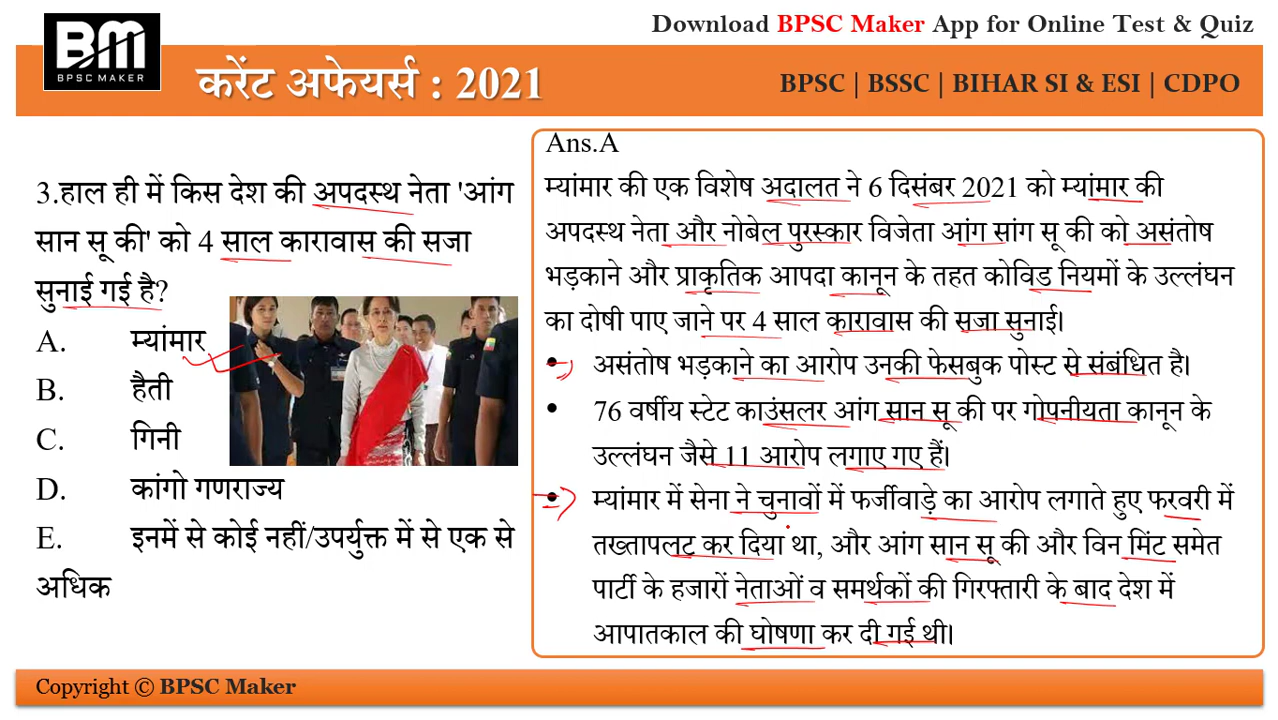 BM
BPSC MAKER
Download BPSC Maker App for Online Test & Quiz
करेंट अफेयर्स : 2021
BPSC | BSSC | BIHAR SI & ESI | CDPO
3.हाल ही में किस देश की अपदस्थ नेता 'आंग
सान सू की' को 4 साल कारावास की सजा
सुनाई गई है?
A. म्यांमार
B. हैती
C. गिनी
D. कांगो गणराज्य
E. इनमें से कोई नहीं/उपर्युक्त में से एक से
अधिक
Ans.A
म्यांमार की एक विशेष अदालत ने 6 दिसंबर 2021 को म्यांमार की
अपदस्थ नेता और नोबेल पुरस्कार विजेता आंग सांग सू की को असंतोष
भड़काने और प्राकृतिक आपदा कानून के तहत कोविड नियमों के उल्लंघन
का दोषी पाए जाने पर 4 साल कारावास की सजा सुनाई।
• असंतोष भड़काने का आरोप उनकी फेसबुक पोस्ट से संबंधित है।
• 76 वर्षीय स्टेट काउंसलर आंग सान सू की पर गोपनीयता कानून के
उल्लंघन जैसे 11 आरोप लगाए गए हैं।
• म्यांमार में सेना ने चुनावों में फर्जीवाड़े का आरोप लगाते हुए फरवरी में
तख्तापलट कर दिया था, और आंग सान सू की और विन मिंट समेत
पार्टी के हजारों नेताओं व समर्थकों की गिरफ्तारी के बाद देश में
आपातकाल की घोषणा कर दी गई थी।
Copyright © BPSC Maker